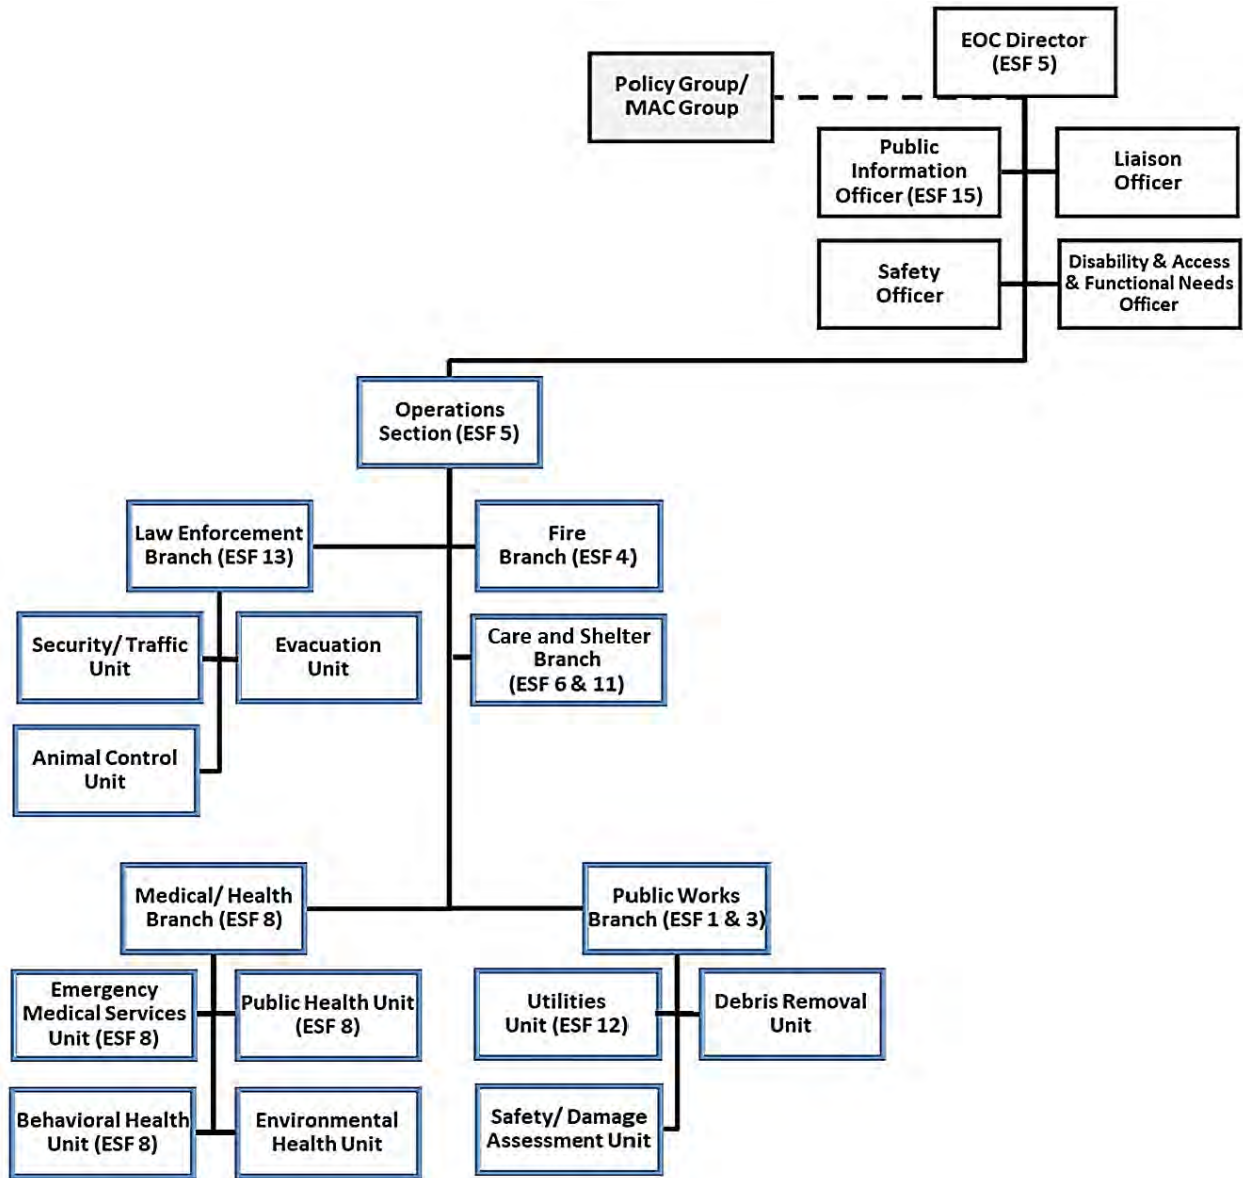 EOC Director
(ESF 5)
Policy Group/
MAC Group
Public
Information
Officer (ESF 15)
Liaison
Officer
Safety
Officer
Disability & Access
& Functional Needs
Officer
Operations
Section (ESF 5)
Law Enforcement
Branch (ESF 13)
Fire
Branch (ESF 4)
Security/ Traffic
Unit
Evacuation
Unit
Care and Shelter
Branch
(ESF 6 & 11)
Animal Control
Unit
Medical/ Health
Branch (ESF 8)
Public Works
Branch (ESF 1 & 3)
Emergency
Medical Services
Unit (ESF 8)
Public Health Unit
(ESF 8)
Utilities
Unit (ESF 12)
Debris Removal
Unit
Behavioral Health
Unit (ESF 8)
Environmental
Health Unit
Safety/ Damage
Assessment Unit